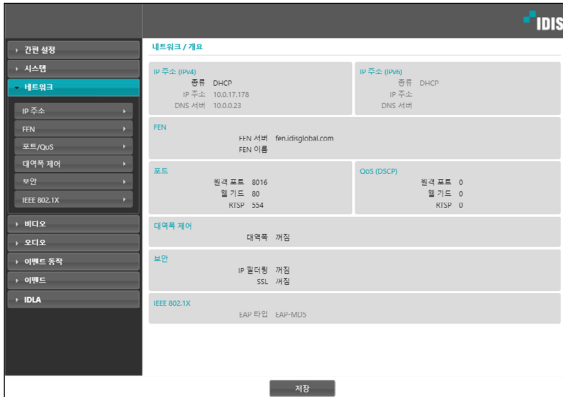 IDIS
간편 설정
시스템
네트워크
IP 주소
FEN
포트/QoS
대역폭 제어
보안
IEEE 802.1X
비디오
오디오
이벤트 동작
이벤트
IDLA
네트워크 / 개요
IP 주소 (IPv4)
종류 DHCP
IP 주소 10.0.17.178
DNS 서버 10.0.0.23
IP 주소 (IPv6)
종류 DHCP
IP 주소
DNS 서버
FEN
FEN 서버 fen.idisglobal.com
FEN 이름
포트
원격 포트 8016
웹 가드 80
RTSP 554
QoS (DSCP)
원격 포트 0
웹 가드 0
RTSP 0
대역폭 제어
대역폭 꺼짐
보안
IP 필터링 꺼짐
SSL 꺼짐
IEEE 802.1X
EAP 타입 EAP-MD5
저장